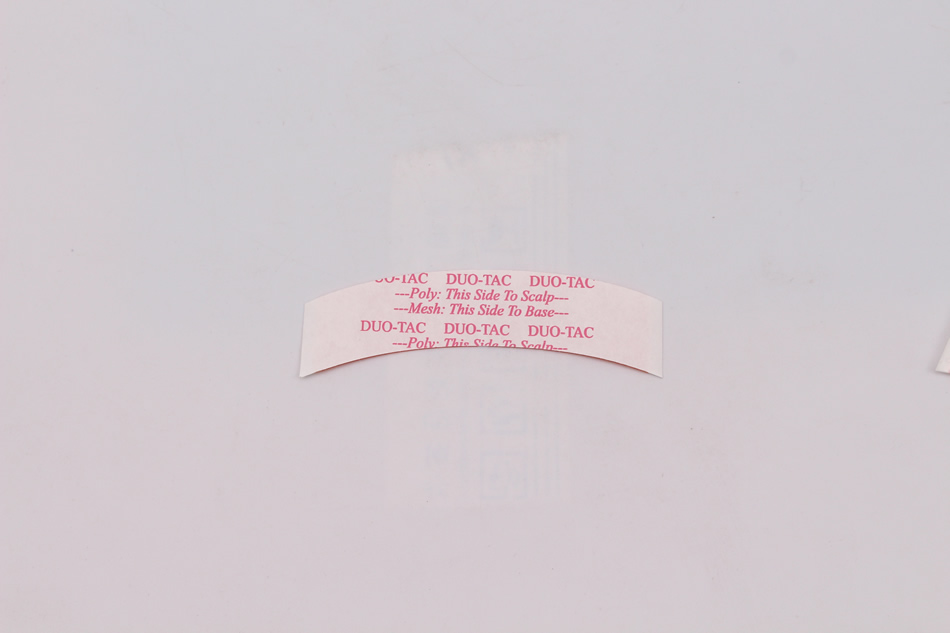 DUO-TAC DUO-TAC DUO-TAC
---Poly: This Side To Scalp---
---Mesh: This Side To Base---
DUO-TAC DUO-TAC DUO-TAC
---Poly: This Side To Scalp---